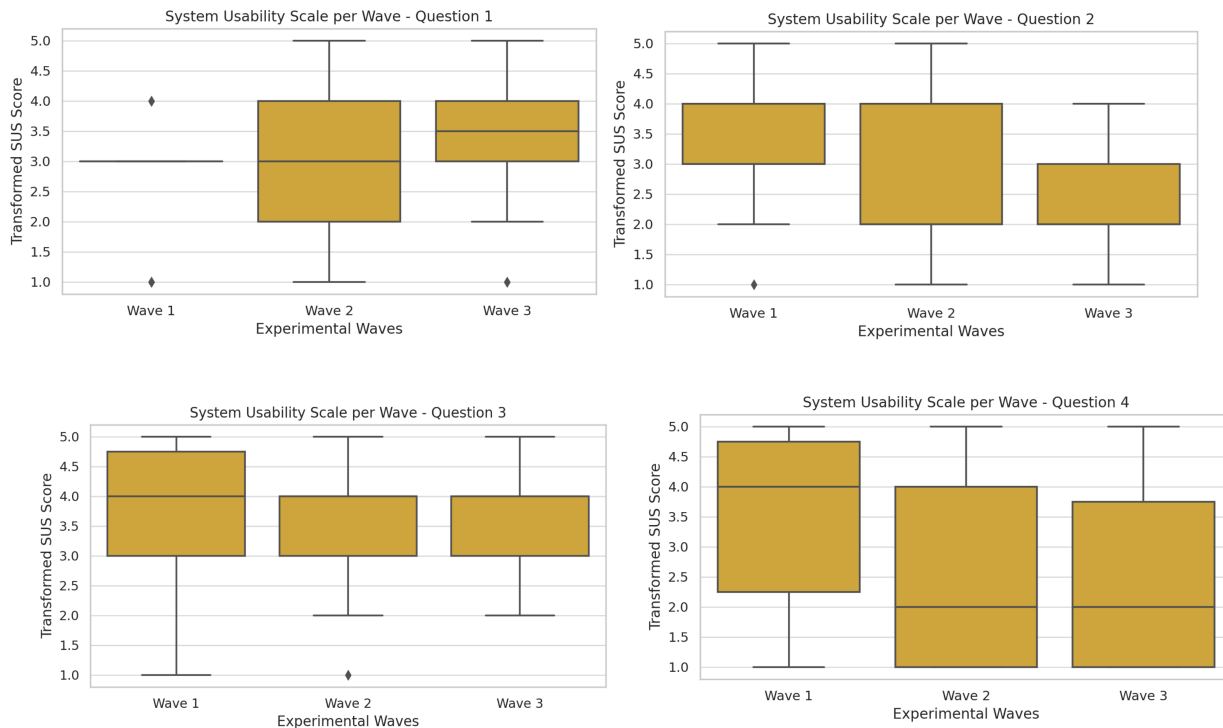 System Usability Scale per Wave - Question 1
Transformed SUS Score
5.0
4.5
4.0
3.5
3.0
2.5
2.0
1.5
1.0
Wave 1 Wave 2 Wave 3
Experimental Waves
System Usability Scale per Wave - Question 2
Transformed SUS Score
5.0
4.5
4.0
3.5
3.0
2.5
2.0
1.5
1.0
Wave 1 Wave 2 Wave 3
Experimental Waves
System Usability Scale per Wave - Question 3
Transformed SUS Score
5.0
4.5
4.0
3.5
3.0
2.5
2.0
1.5
1.0
Wave 1 Wave 2 Wave 3
Experimental Waves
System Usability Scale per Wave - Question 4
Transformed SUS Score
5.0
4.5
4.0
3.5
3.0
2.5
2.0
1.5
1.0
Wave 1 Wave 2 Wave 3
Experimental Waves